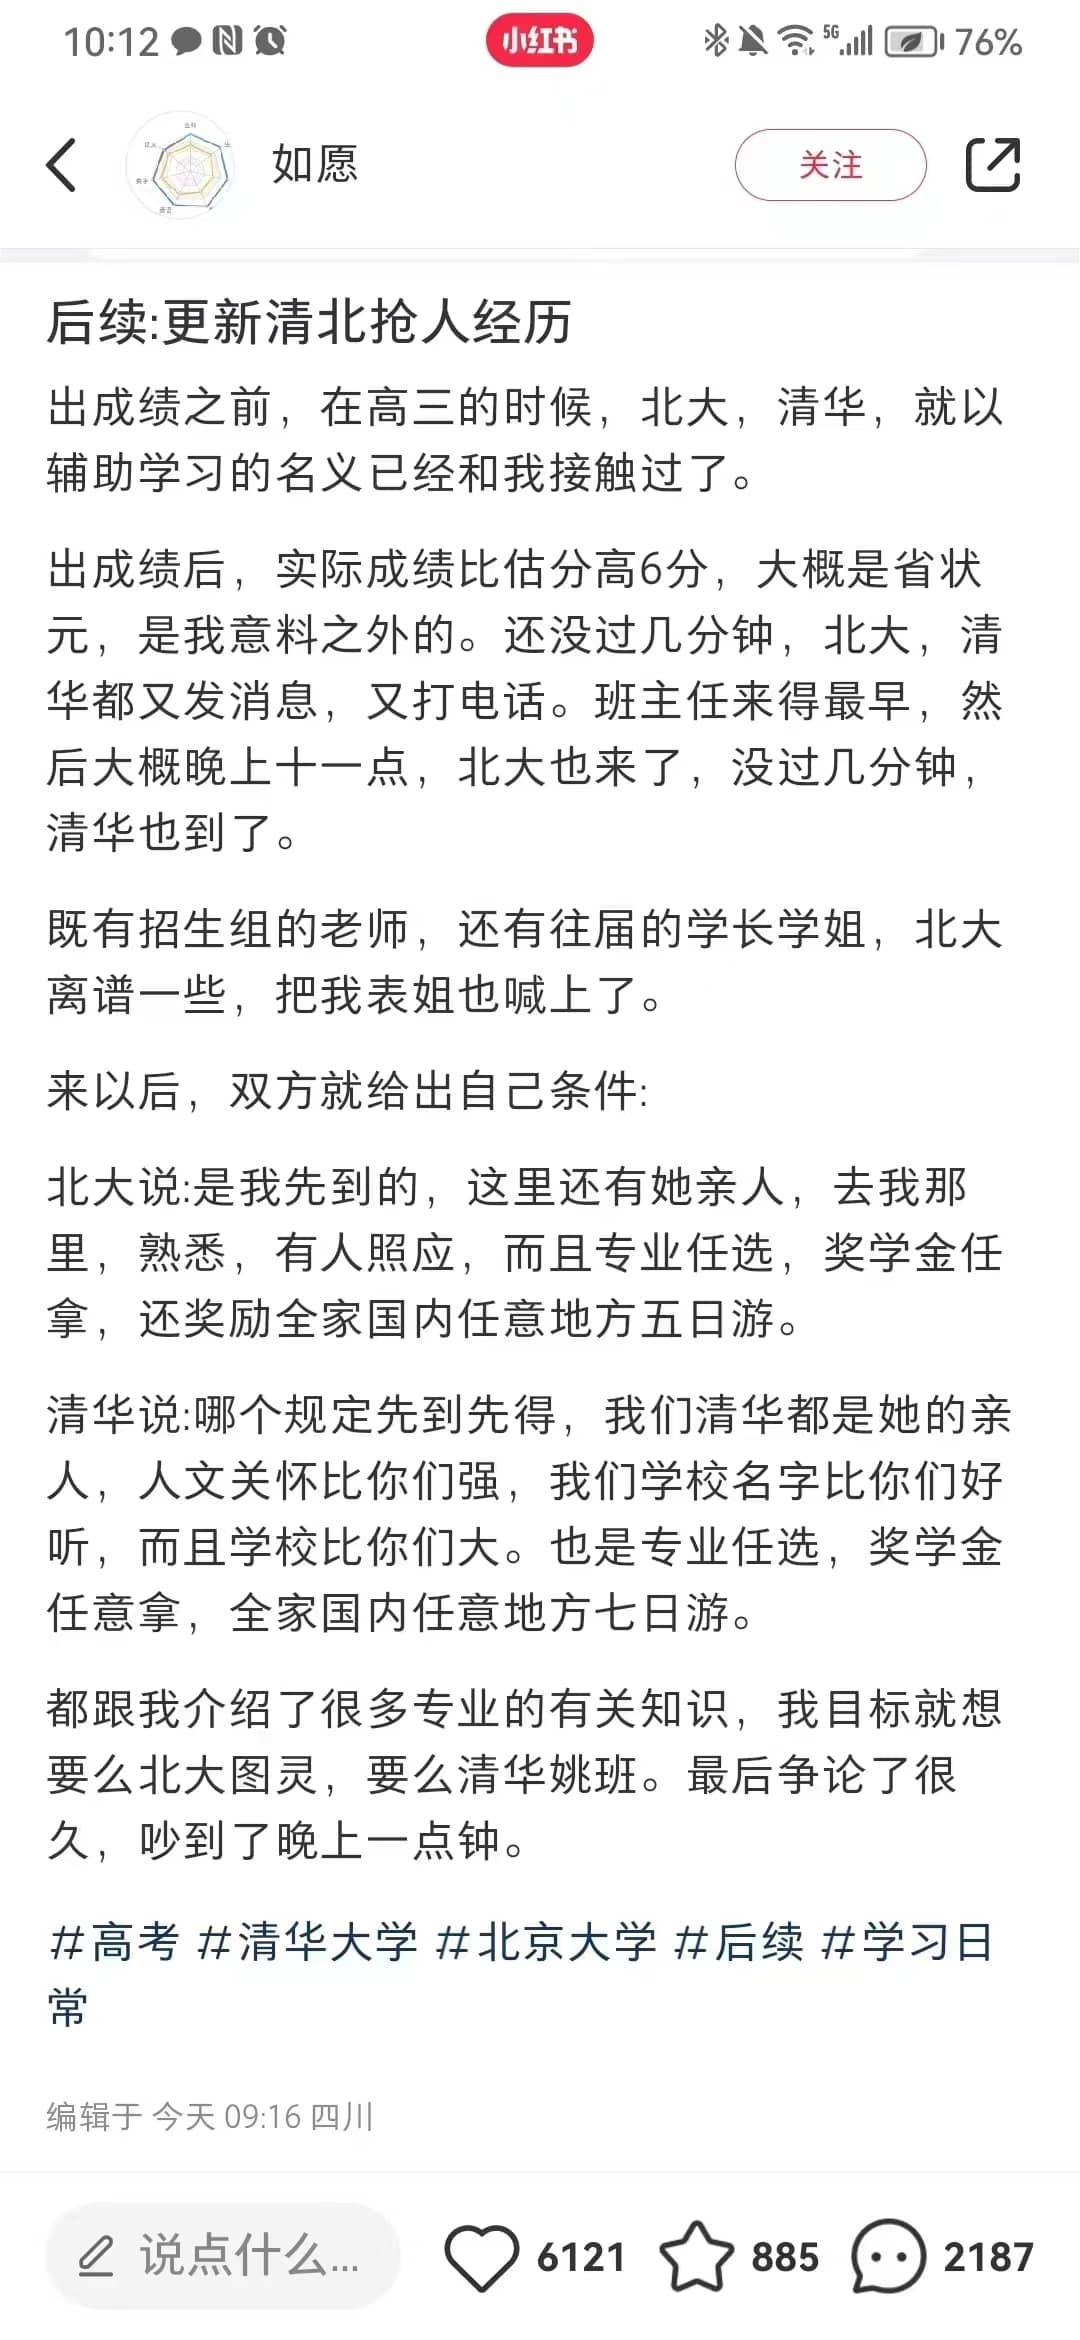 10:12
小红书
5G
76%
如愿
关注
后续:更新清北抢人经历
出成绩之前，在高三的时候，北大，清华，就以
辅助学习的名义已经和我接触过了。
出成绩后，实际成绩比估分高6分，大概是省状
元，是我意料之外的。还没过几分钟，北大，清
华都又发消息，又打电话。班主任来得最早，然
后大概晚上十一点，北大也来了，没过几分钟，
清华也到了。
既有招生组的老师，还有往届的学长学姐，北大
离谱一些，把我表姐也喊上了。
来以后，双方就给出自己条件:
北大说:是我先到的，这里还有她亲人，去我那
里，熟悉，有人照应，而且专业任选，奖学金任
拿，还奖励全家国内任意地方五日游。
清华说:哪个规定先到先得，我们清华都是她的亲
人，人文关怀比你们强，我们学校名字比你们好
听，而且学校比你们大。也是专业任选，奖学金
任意拿，全家国内任意地方七日游。
都跟我介绍了很多专业的有关知识，我目标就想
要么北大图灵，要么清华姚班。最后争论了很
久，吵到了晚上一点钟。
#高考 #清华大学 #北京大学 #后续 #学习日
常
编辑于 今天 09:16 四川
说点什么...
6121
885
2187